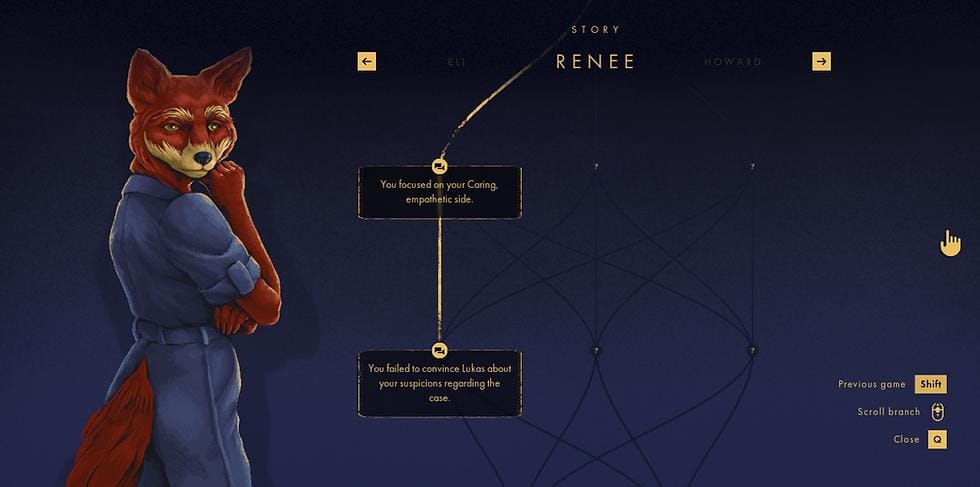 STORY
ELI
RENEE
HOWARD
You focused on your Caring,
empathetic side.
?
?
You failed to convince Lukas about
your suspicions regarding the
case.
?
?
Previous game Shift
Scroll branch
Close Q